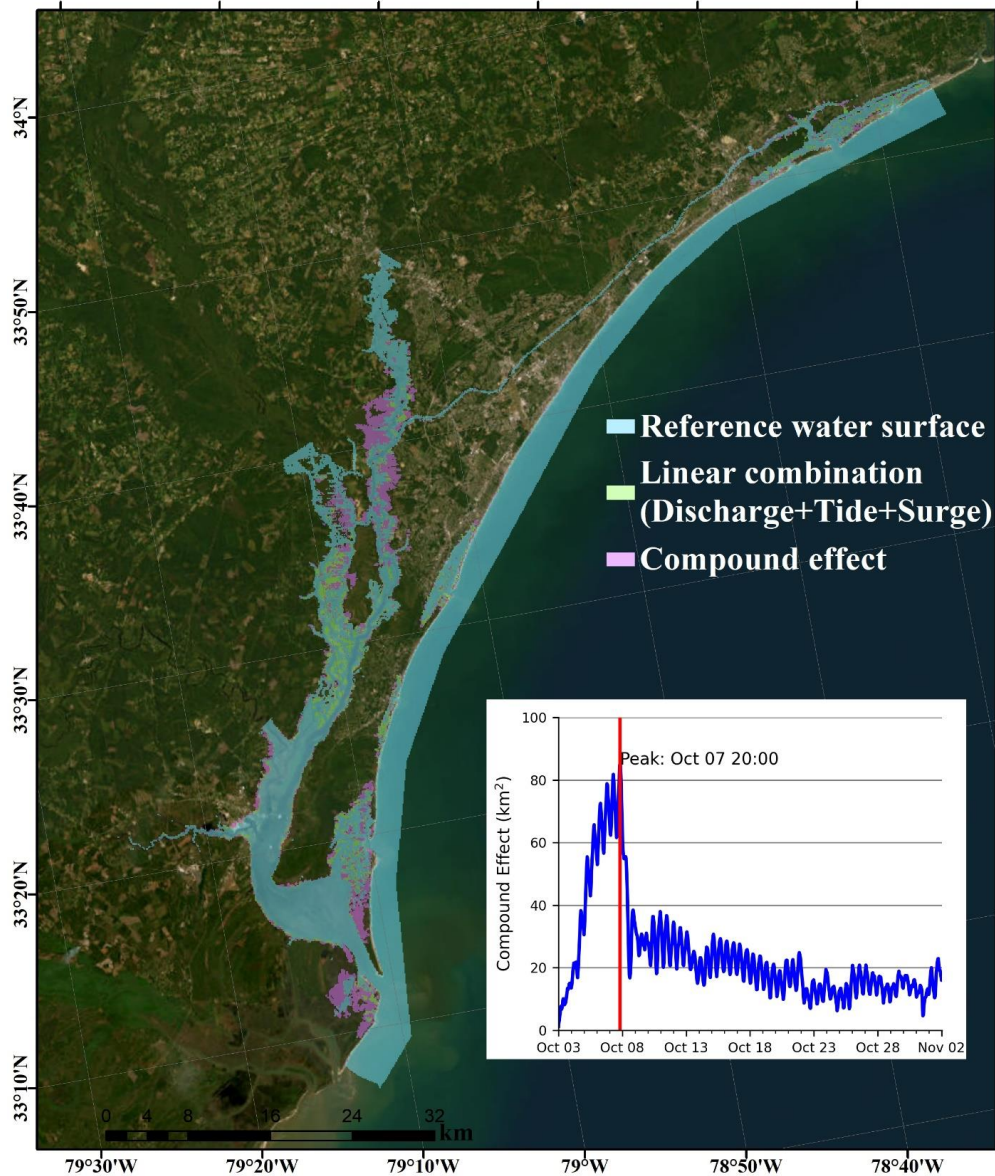 34°N
33°50'N
33°40'N
33°30'N
33°20'N
33°10'N
Reference water surface
Linear combination
(Discharge+Tide+Surge)
Compound effect
100
80
60
40
20
0
Compound Effect (km²)
Peak: Oct 07 20:00
Oct 03
Oct 08
Oct 13
Oct 18
Oct 23
Oct 28
Nov 02
0 4 8 16 24 32
km
79°30'W
79°20'W
79°10'W
79°W
78°50'W
78°40'W